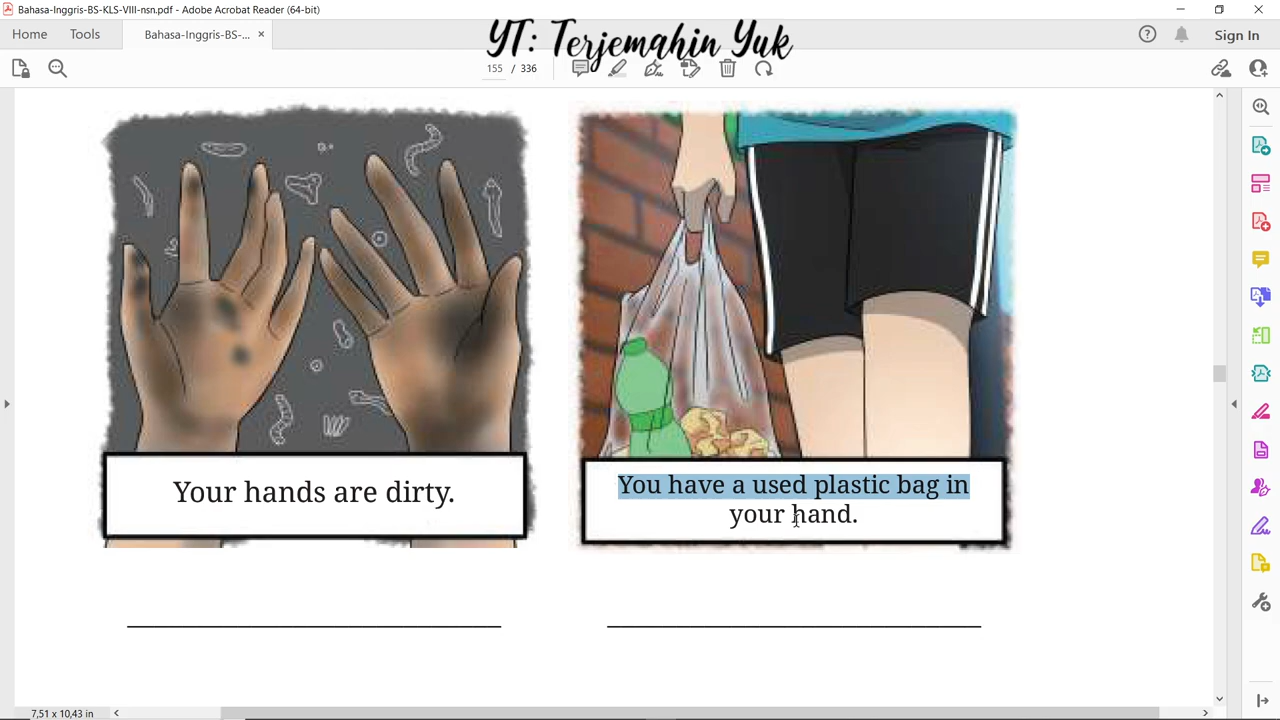 Bahasa-Inggris-BS-KLS-VIII-nsn.pdf - Adobe Acrobat Reader (64-bit)
YT: Terjemahin Yuk
Home Tools Bahasa-Inggris-BS-... × Sign In
155 / 336
Your hands are dirty.
You have a used plastic bag in
your hand.
7,51 x 10,43 in